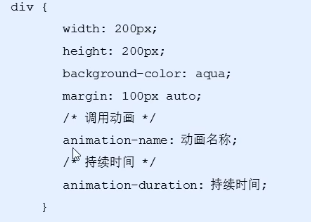 div {
width: 200px;
height: 200px;
background-color: aqua;
margin: 100px auto;
/* 调用动画 */
animation-name: 动画名称;
/* 持续时间 */
animation-duration: 持续时间;
}